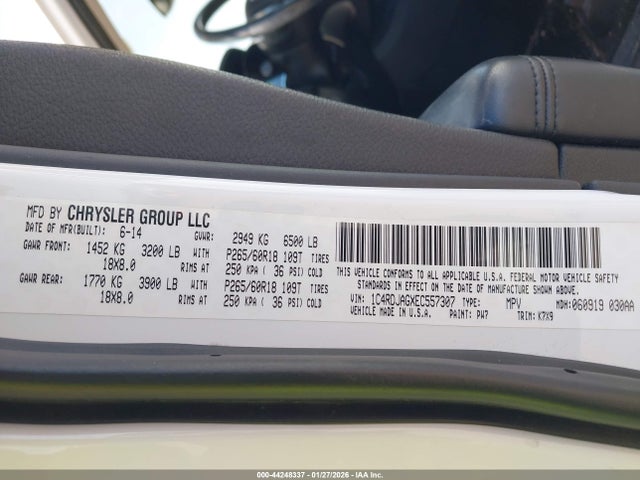 MFD BY CHRYSLER GROUP LLC
DATE OF MFR(BUILT): 6-14 GVWR: 2949 KG 6500 LB
GAWR FRONT: 1452 KG 3200 LB WITH P265/60R18 109T TIRES
18X8.0 RIMS AT 250 KPA ( 36 PSI) COLD
GAWR REAR: 1770 KG 3900 LB WITH P265/60R18 109T TIRES
18X8.0 RIMS AT 250 KPA ( 36 PSI) COLD
THIS VEHICLE CONFORMS TO ALL APPLICABLE U.S.A. FEDERAL MOTOR VEHICLE SAFETY
STANDARDS IN EFFECT ON THE DATE OF MANUFACTURE SHOWN ABOVE.
VIN: 1C4RDJAGXEC557307 TYPE: MPV MDH: 060919 030AA
VEHICLE MADE IN U.S.A. PAINT: PW7 TRIM: K7X9
000-44248337 - 01/27/2026 - IAA Inc.